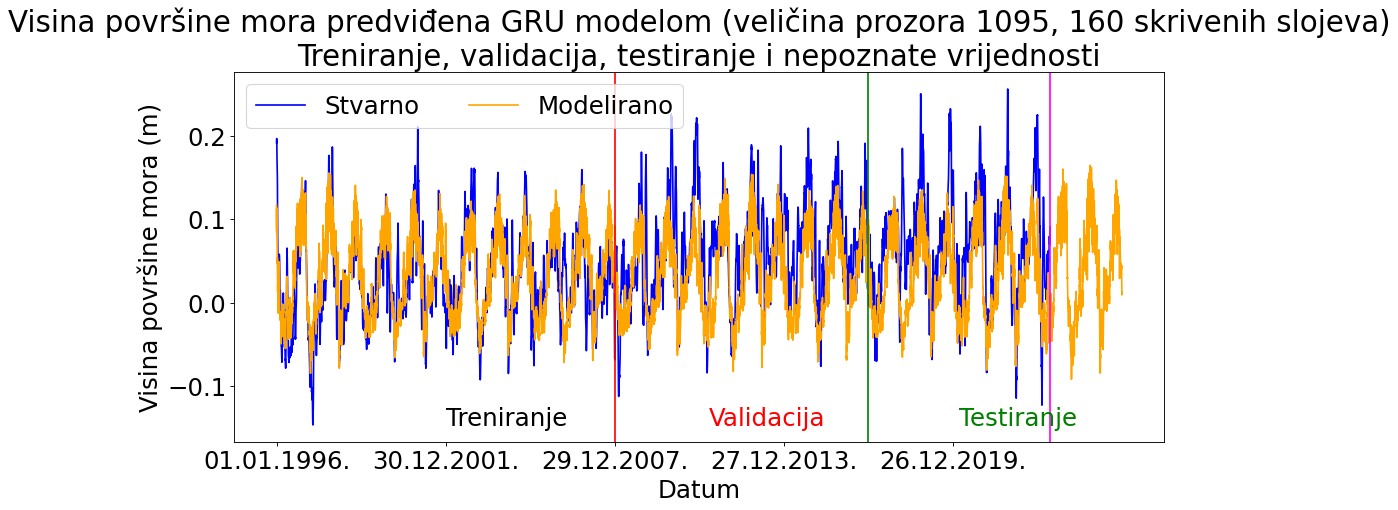 Visina površine mora predviđena GRU modelom (veličina prozora 1095, 160 skrivenih slojeva)
Treniranje, validacija, testiranje i nepoznate vrijednosti
Stvarno
Modelirano
Visina površine mora (m)
0.2
0.1
0.0
−0.1
Treniranje
Validacija
Testiranje
01.01.1996.
30.12.2001.
29.12.2007.
27.12.2013.
26.12.2019.
Datum